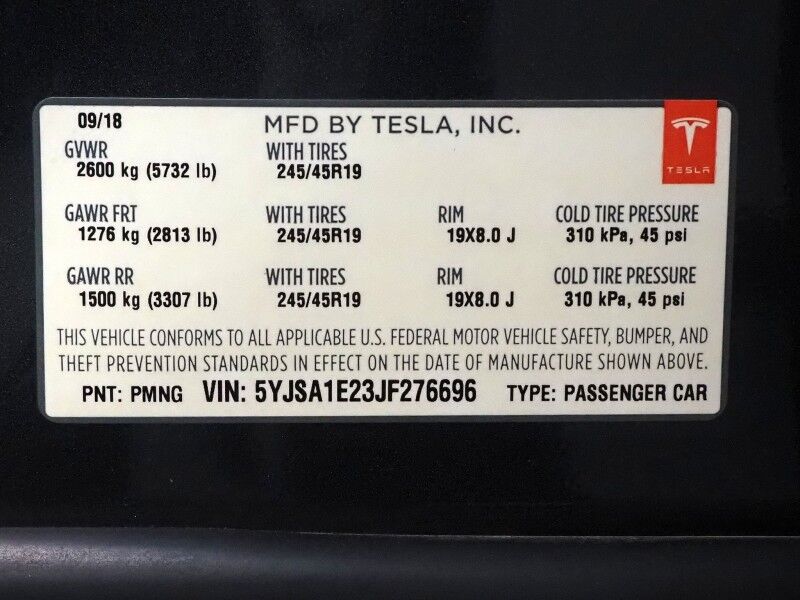 09/18 MFD BY TESLA, INC.
GVWR WITH TIRES
2600 kg (5732 lb) 245/45R19
TESLA
GAWR FRT WITH TIRES RIM COLD TIRE PRESSURE
1276 kg (2813 lb) 245/45R19 19X8.0 J 310 kPa, 45 psi
GAWR RR WITH TIRES RIM COLD TIRE PRESSURE
1500 kg (3307 lb) 245/45R19 19X8.0 J 310 kPa, 45 psi
THIS VEHICLE CONFORMS TO ALL APPLICABLE U.S. FEDERAL MOTOR VEHICLE SAFETY, BUMPER, AND
THEFT PREVENTION STANDARDS IN EFFECT ON THE DATE OF MANUFACTURE SHOWN ABOVE.
PNT: PMNG VIN: 5YJSA1E23JF276696 TYPE: PASSENGER CAR